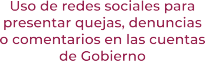 Uso de redes sociales para
presentar quejas, denuncias
o comentarios en las cuentas
de Gobierno